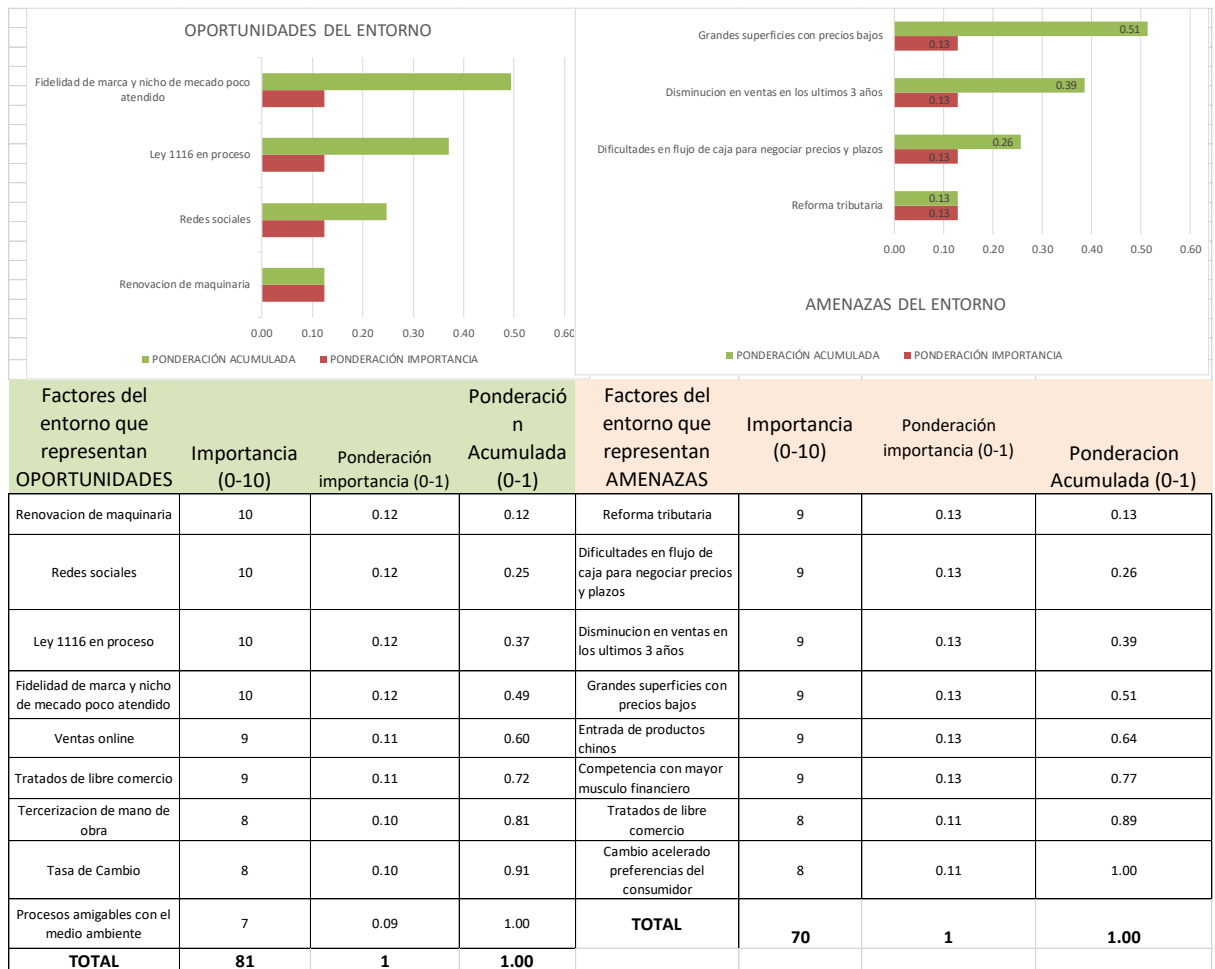 OPORTUNIDADES DEL ENTORNO
Fidelidad de marca y nicho de mecado poco
atendido
Ley 1116 en proceso
Redes sociales
Renovacion de maquinaria
0.00 0.10 0.20 0.30 0.40 0.50 0.60
PONDERACIÓN ACUMULADA PONDERACIÓN IMPORTANCIA
Grandes superficies con precios bajos
0.51
0.13
Disminucion en ventas en los ultimos 3 años
0.39
0.13
Dificultades en flujo de caja para negociar precios y plazos
0.26
0.13
Reforma tributaria
0.13
0.13
0.00 0.10 0.20 0.30 0.40 0.50 0.60
AMENAZAS DEL ENTORNO
PONDERACIÓN ACUMULADA PONDERACIÓN IMPORTANCIA
Factores del
entorno que
representan
OPORTUNIDADES
Importancia
(0-10)
Ponderación
importancia (0-1)
Ponderació
n
Acumulada
(0-1)
Factores del
entorno que
representan
AMENAZAS
Importancia
(0-10)
Ponderación
importancia (0-1)
Ponderacion
Acumulada (0-1)
Renovacion de maquinaria 10 0.12 0.12 Reforma tributaria 9 0.13 0.13
Redes sociales 10 0.12 0.25
Dificultades en flujo de
caja para negociar precios
y plazos
9 0.13 0.26
Ley 1116 en proceso 10 0.12 0.37
Disminucion en ventas en
los ultimos 3 años
9 0.13 0.39
Fidelidad de marca y nicho
de mecado poco atendido
10 0.12 0.49
Grandes superficies con
precios bajos
9 0.13 0.51
Ventas online 9 0.11 0.60
Entrada de productos
chinos
9 0.13 0.64
Tratados de libre comercio 9 0.11 0.72
Competencia con mayor
musculo financiero
9 0.13 0.77
Tercerizacion de mano de
obra
8 0.10 0.81
Tratados de libre
comercio
8 0.11 0.89
Tasa de Cambio 8 0.10 0.91
Cambio acelerado
preferencias del
consumidor
8 0.11 1.00
Procesos amigables con el
medio ambiente
7 0.09 1.00
TOTAL 70 1 1.00
TOTAL 81 1 1.00